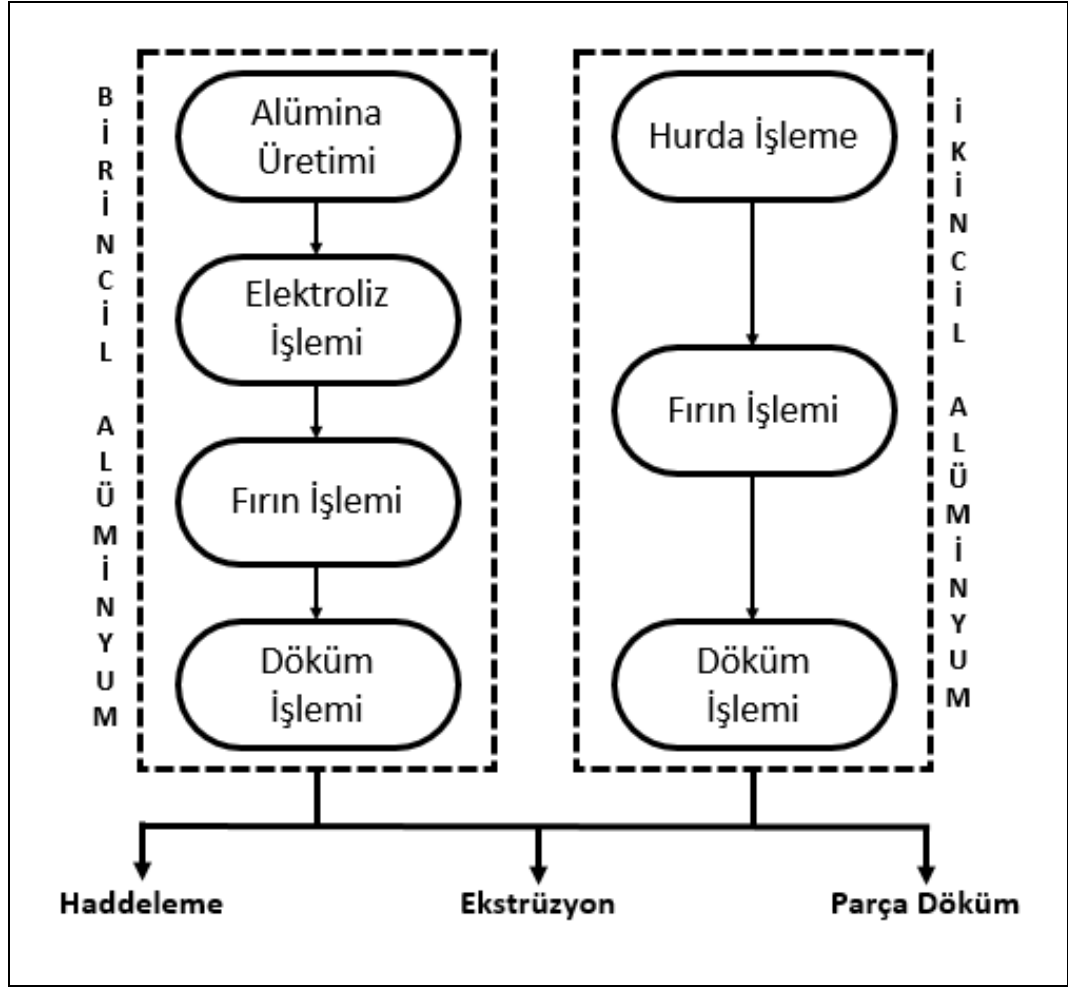 BİRİNCİL ALÜMİNYUM
Alümina
Üretimi
Elektroliz
İşlemi
Fırın İşlemi
Döküm
İşlemi
Hurda İşleme
Fırın İşlemi
Döküm
İşlemi
İKİNCİL ALÜMİNYUM
Haddeleme
Ekstrüzyon
Parça Döküm